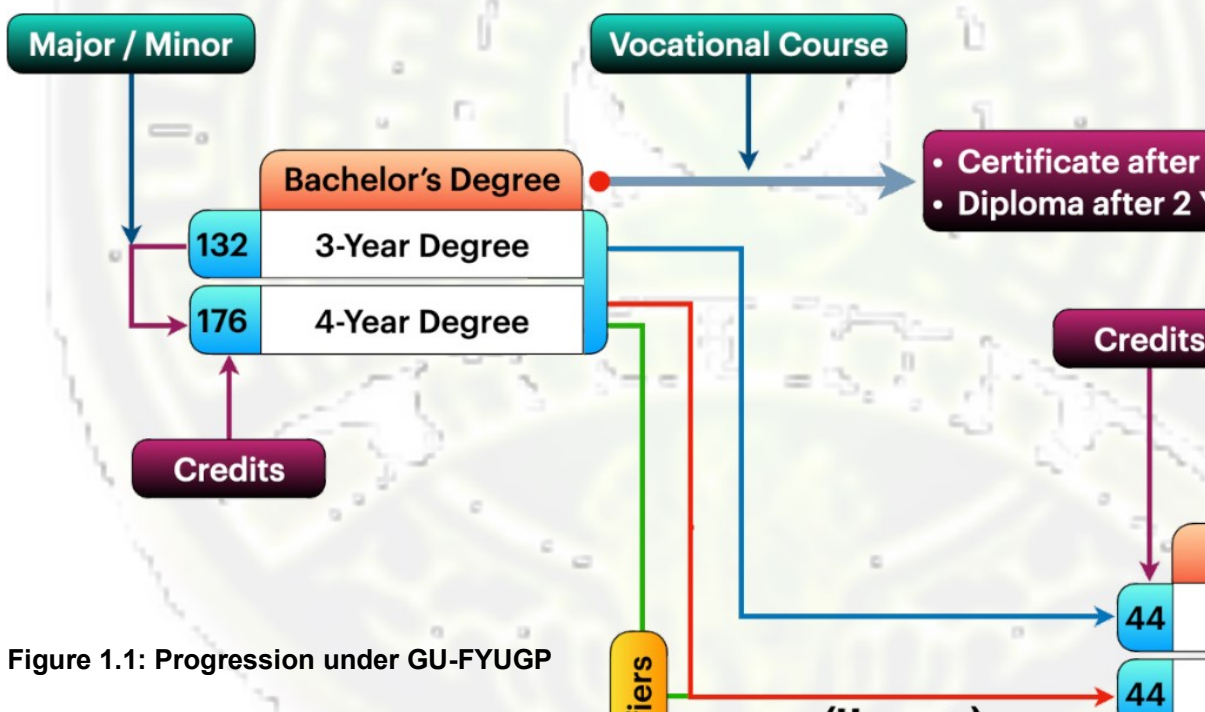 Major / Minor
Vocational Course
Bachelor's Degree
• Certificate after
• Diploma after 2
132 3-Year Degree
176 4-Year Degree
Credits
Credits
44
Figure 1.1: Progression under GU-FYUGP
44